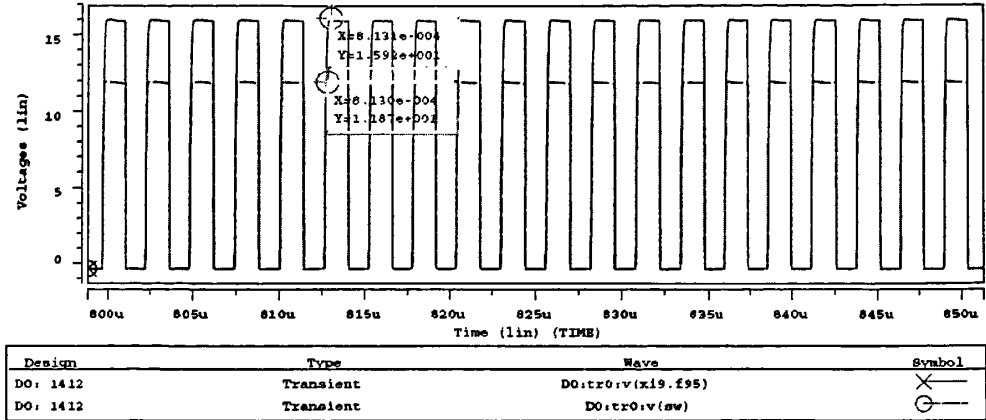 15
X=8.131e-004
Y=1.592e+001
10
X=8.130e-004
Y=1.187e+001
5
0
Voltages (lin)
800u 805u 810u 815u 820u 825u 830u 835u 840u 845u 850u
Time (lin) (TIME)
Design Type Wave Symbol
D0: 1412 Transient D0:tr0:v(xi9.f95)
D0: 1412 Transient D0:tr0:v(sw)